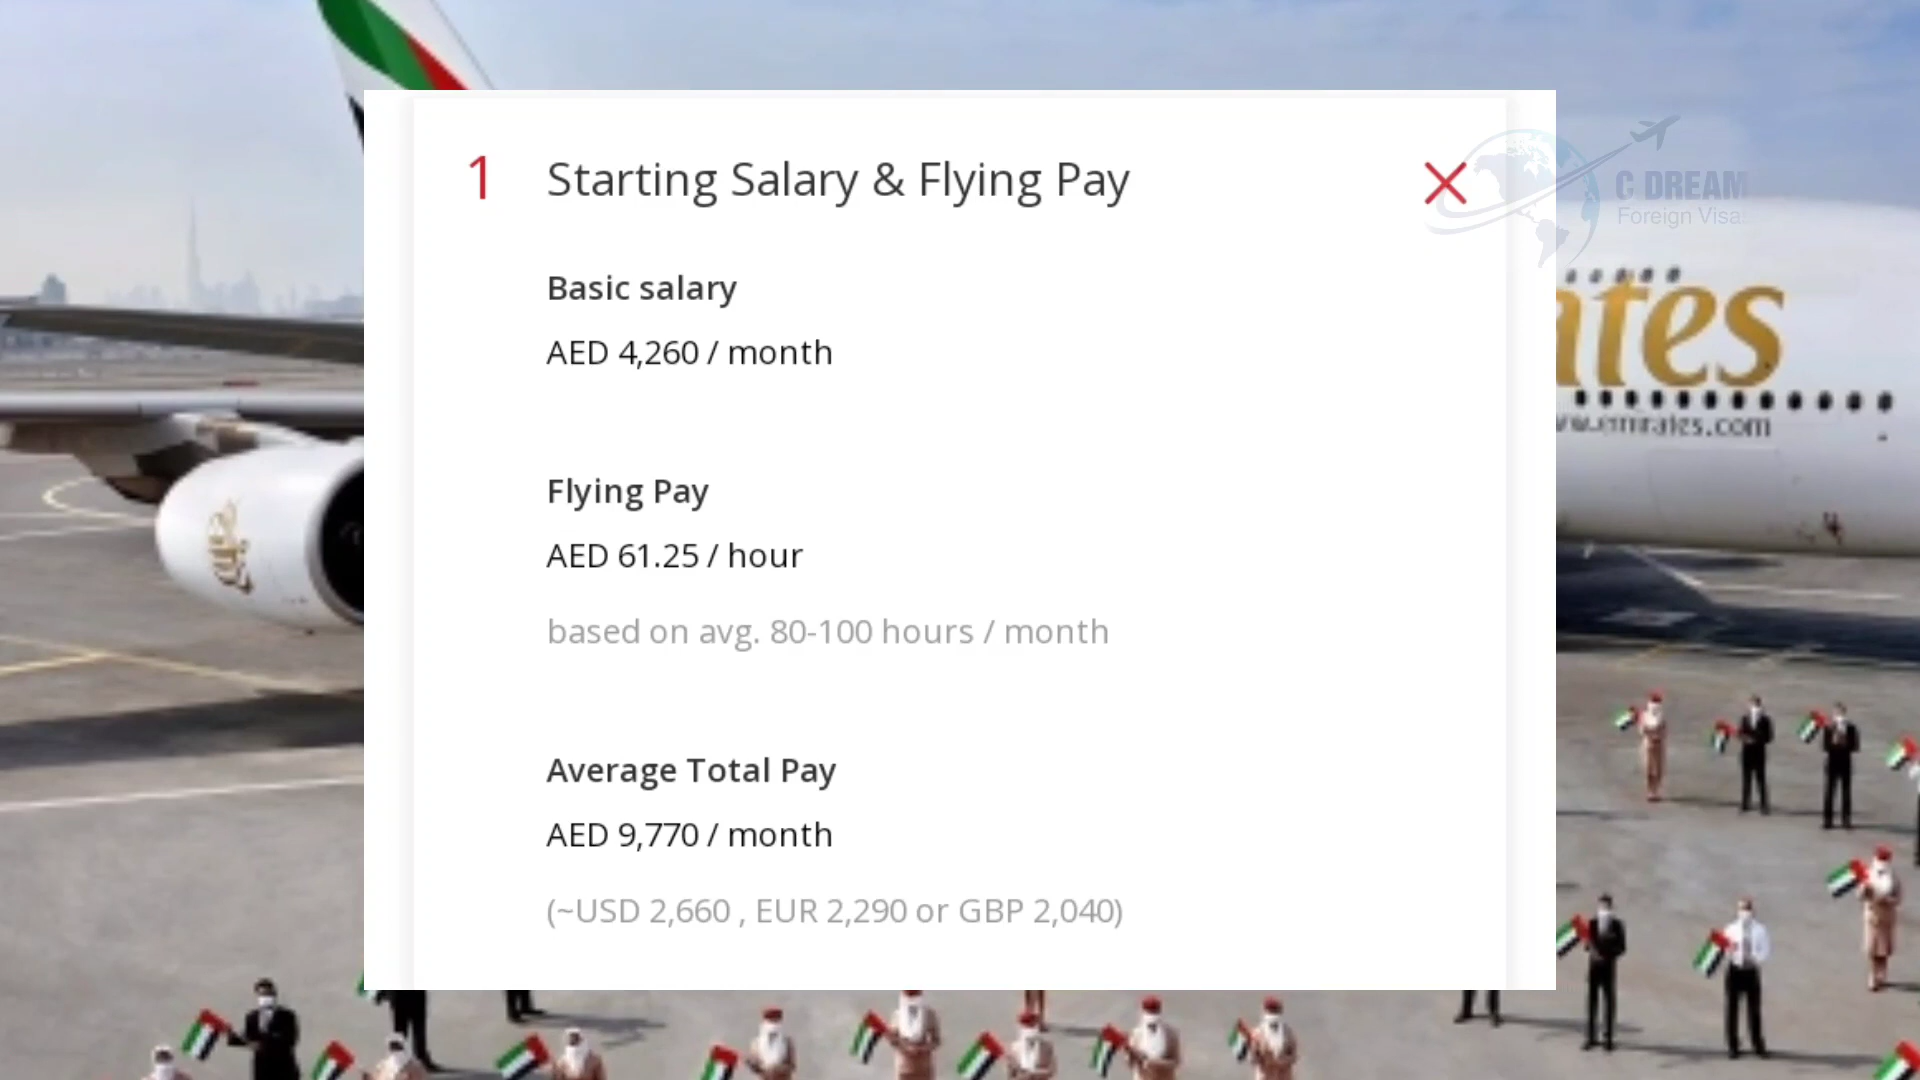 1 Starting Salary & Flying Pay
C DREAM
Foreign Visa
Basic salary
AED 4,260 / month
ates
Flying Pay
www.emirates.com
AED 61.25 / hour
based on avg. 80-100 hours / month
Average Total Pay
AED 9,770 / month
(~USD 2,660 , EUR 2,290 or GBP 2,040)